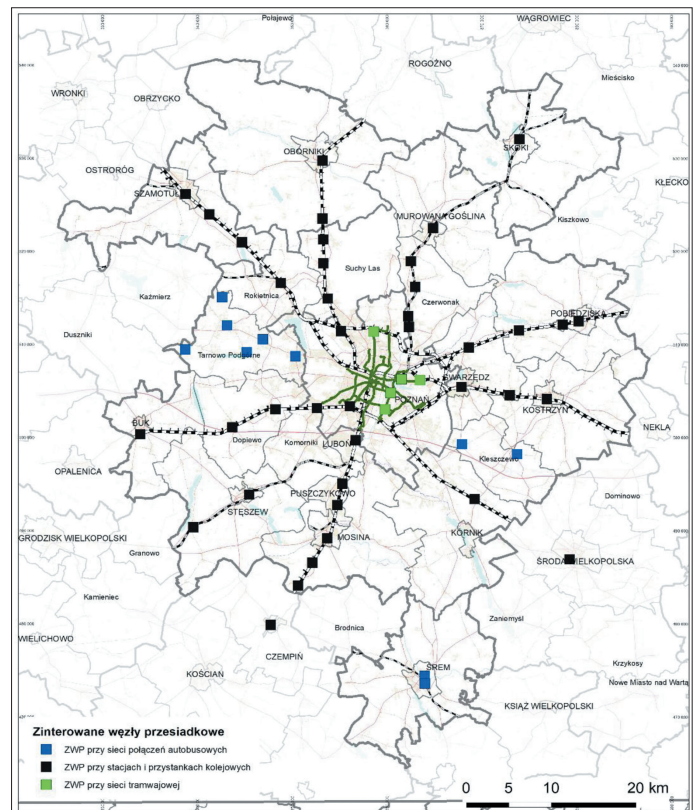 Połajewo
WĄGROWIEC
ROGOŹNO
Mieścisko
WRONKI
OBRZYCKO
OBORNIKI
SKOKI
OSTRORÓG
KŁECKO
SZAMOTUŁY
MUROWANA GOŚLINA
Kiszkowo
Suchy Las
Kaźmierz
Rokietnica
Czerwonak
POBIEDZISKA
Duszniki
Tarnowo Podgórne
SWARZĘDZ
POZNAŃ
KOSTRZYN
BUK
NEKLA
Dopiewo
Komorniki
LUBOŃ
Kleszczewo
OPALENICA
PUSZCZYKOWO
Dominowo
STĘSZEW
GRODZISK WIELKOPOLSKI
MOSINA
KÓRNIK
Granowo
ŚRODA WIELKOPOLSKA
Kamieniec
Zaniemyśl
Brodnica
WIELICHOWO
CZEMPIŃ
Krzykosy
KOŚCIAN
ŚREM
Nowe Miasto nad Wartą
KSIĄŻ WIELKOPOLSKI
Zinterowane węzły przesiadkowe
ZWP przy sieci połączeń autobusowych
ZWP przy stacjach i przystankach kolejowych
ZWP przy sieci tramwajowej
0 5 10 20 km